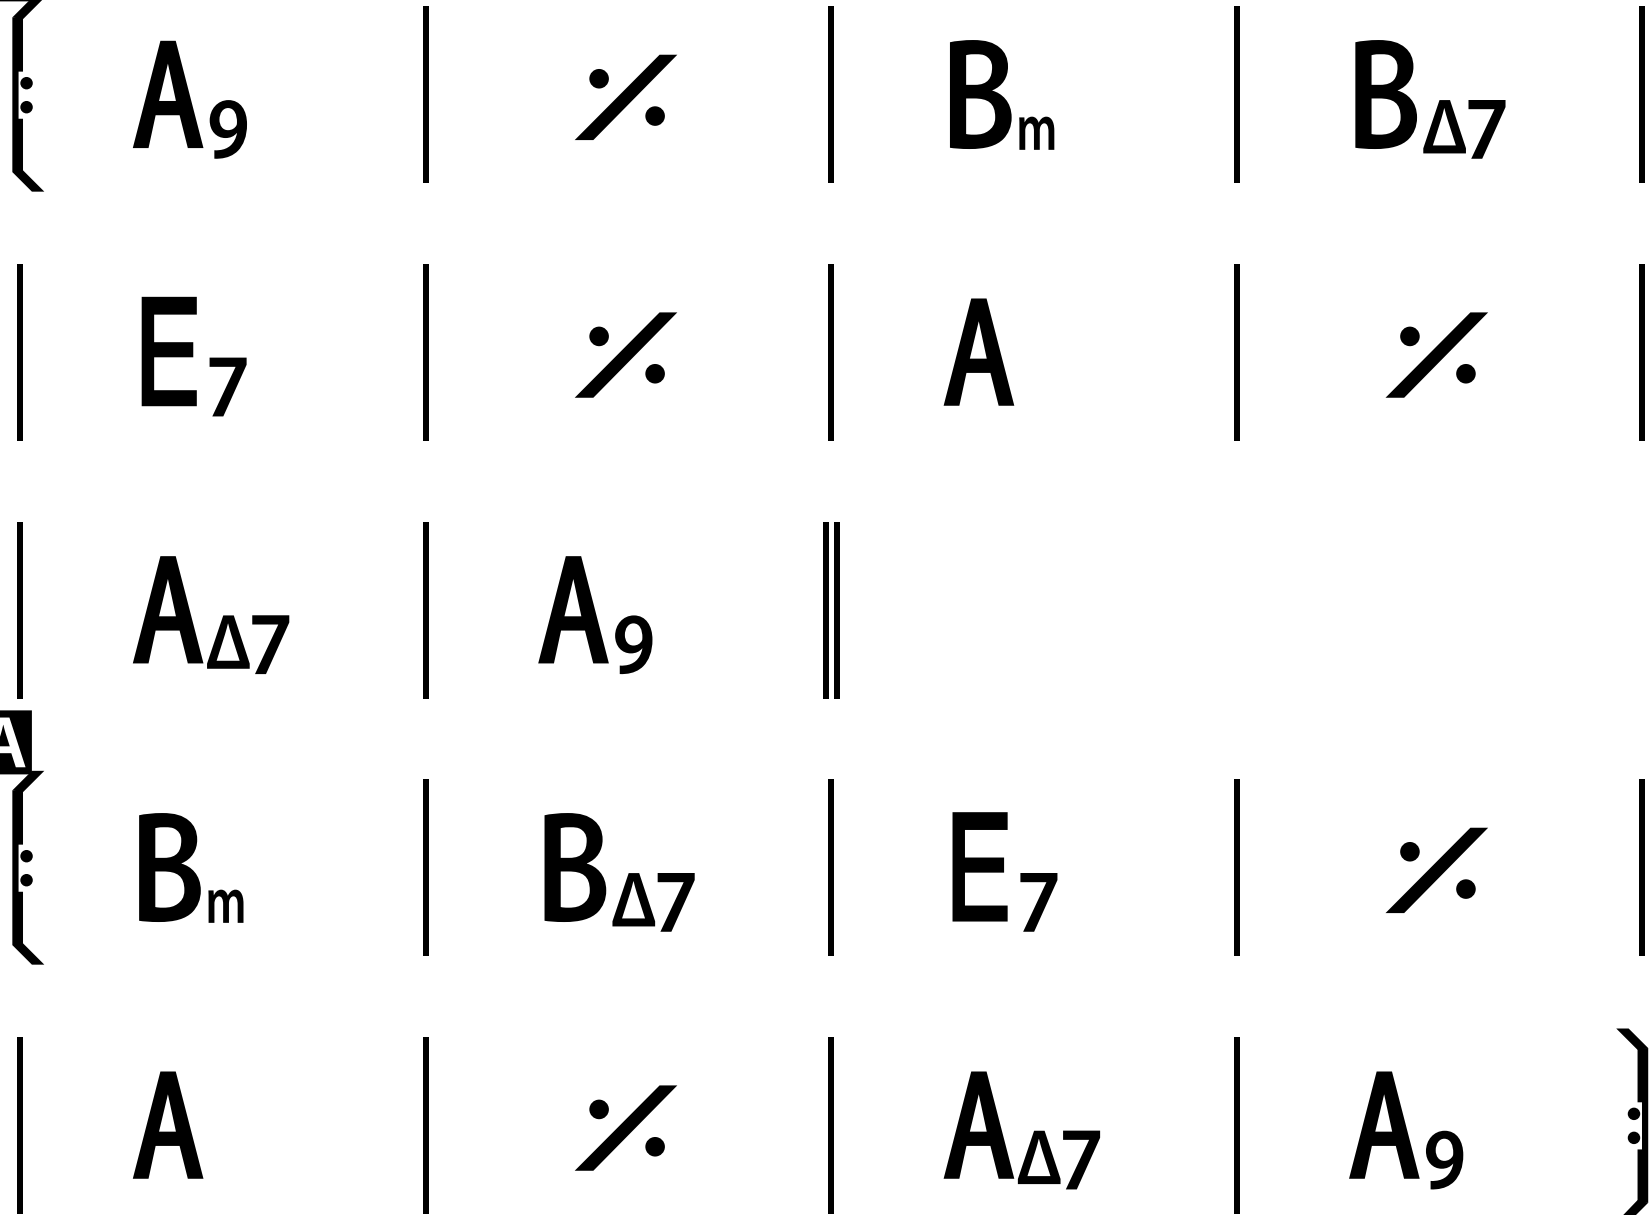 A9 | % | Bm | BΔ7 |
| E7 | % | A | % |
| AΔ7 | A9 ||
A
Bm | BΔ7 | E7 | % |
| A | % | AΔ7 | A9